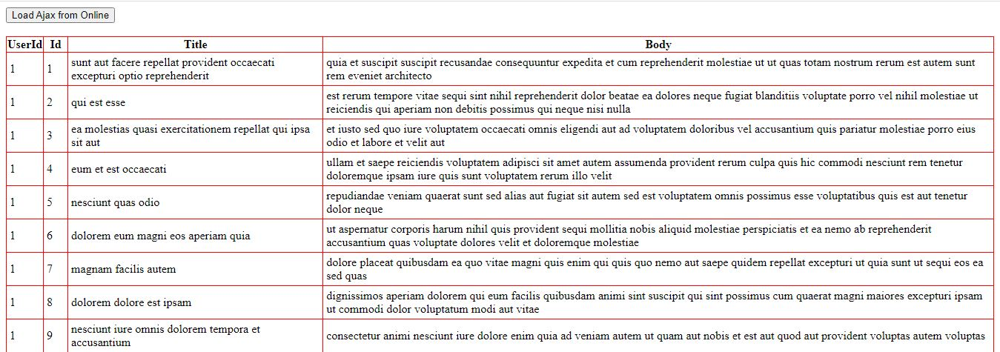 Load Ajax from Online
UserId Id Title Body
1 1 sunt aut facere repellat provident occaecati excepturi optio reprehenderit quia et suscipit suscipit recusandae consequuntur expedita et cum reprehenderit molestiae ut ut quas totam nostrum rerum est autem sunt rem eveniet architecto
1 2 qui est esse est rerum tempore vitae sequi sint nihil reprehenderit dolor beatae ea dolores neque fugiat blanditiis voluptate porro vel nihil molestiae ut reiciendis qui aperiam non debitis possimus qui neque nisi nulla
1 3 ea molestias quasi exercitationem repellat qui ipsa sit aut et iusto sed quo iure voluptatem occaecati omnis eligendi aut ad voluptatem doloribus vel accusantium quis pariatur molestiae porro eius odio et labore et velit aut
1 4 eum et est occaecati ullam et saepe reiciendis voluptatem adipisci sit amet autem assumenda provident rerum culpa quis hic commodi nesciunt rem tenetur doloremque ipsam iure quis sunt voluptatem rerum illo velit
1 5 nesciunt quas odio repudiandae veniam quaerat sunt sed alias aut fugiat sit autem sed est voluptatem omnis possimus esse voluptatibus quis est aut tenetur dolor neque
1 6 dolorem eum magni eos aperiam quia ut aspernatur corporis harum nihil quis provident sequi mollitia nobis aliquid molestiae perspiciatis et ea nemo ab reprehenderit accusantium quas voluptate dolores velit et doloremque molestiae
1 7 magnam facilis autem dolore placeat quibusdam ea quo vitae magni quis enim qui quis quo nemo aut saepe quidem repellat excepturi ut quia sunt ut sequi eos ea sed quas
1 8 dolorem dolore est ipsam dignissimos aperiam dolorem qui eum facilis quibusdam animi sint suscipit qui sint possimus cum quaerat magni maiores excepturi ipsam ut commodi dolor voluptatum modi aut vitae
1 9 nesciunt iure omnis dolorem tempora et accusantium consectetur animi nesciunt iure dolore enim quia ad veniam autem ut quam aut nobis et est aut quod aut provident voluptas autem voluptas